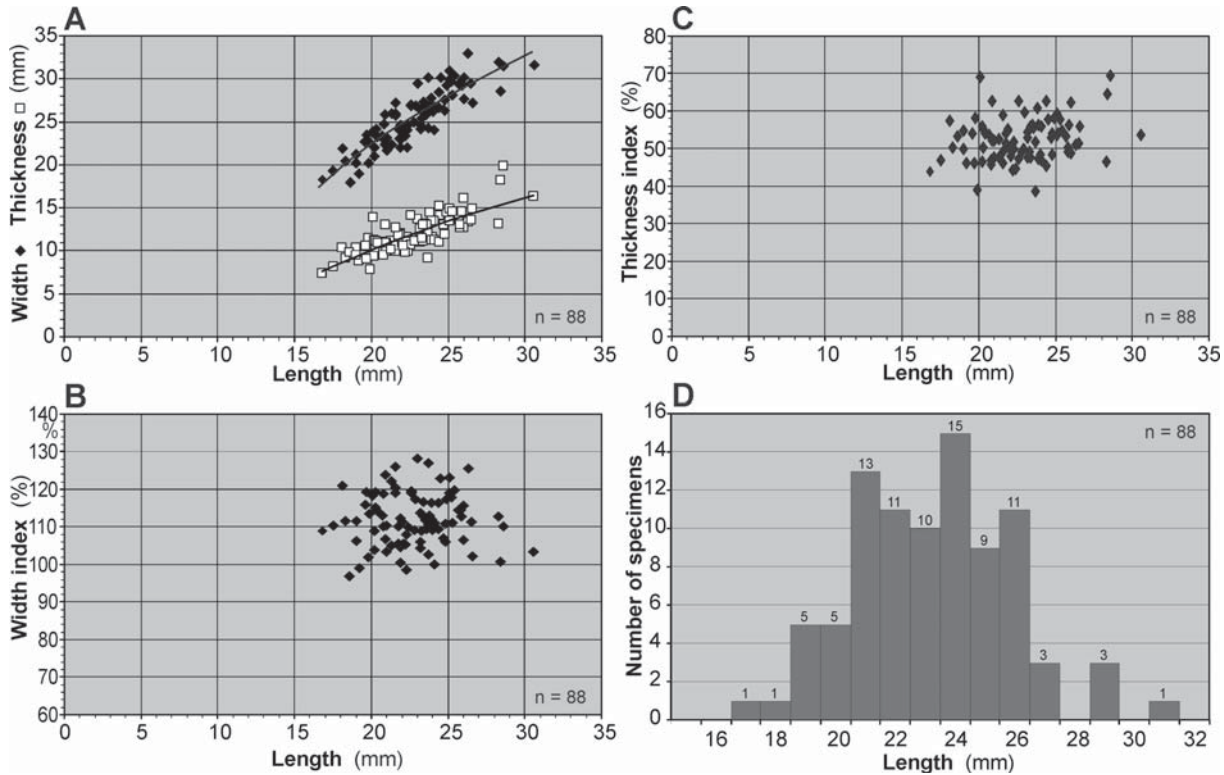 A
Width ◆ Thickness □ (mm)
35
30
25
20
15
10
5
0
0 5 10 15 20 25 30 35
Length (mm)
n = 88
B
Width index (%)
140
%
130
120
110
100
90
80
70
60
0 5 10 15 20 25 30 35
Length (mm)
n = 88
C
Thickness index (%)
80
70
60
50
40
30
20
10
0
0 5 10 15 20 25 30 35
Length (mm)
n = 88
D
Number of specimens
16
14
12
10
8
6
4
2
0
n = 88
1 1 5 5 13 11 10 15 9 11 3 3 1
16 18 20 22 24 26 28 30 32
Length (mm)